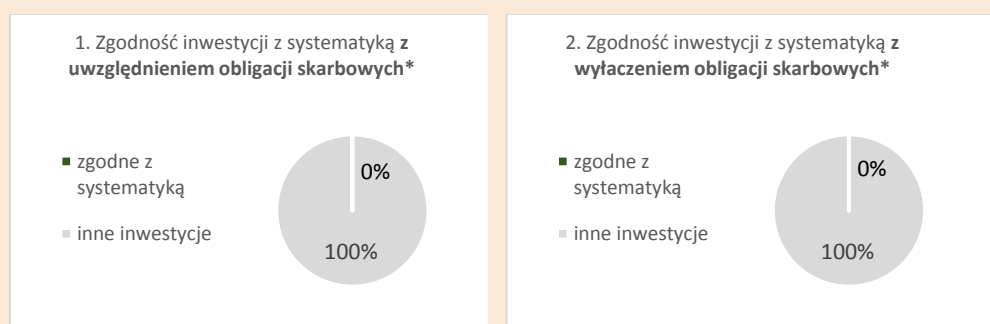 1. Zgodność inwestycji z systematyką z
uwzględnieniem obligacji skarbowych*
zgodne z
systematyką
inne inwestycje
0%
100%
2. Zgodność inwestycji z systematyką z
wyłaczeniem obligacji skarbowych*
zgodne z
systematyką
inne inwestycje
0%
100%